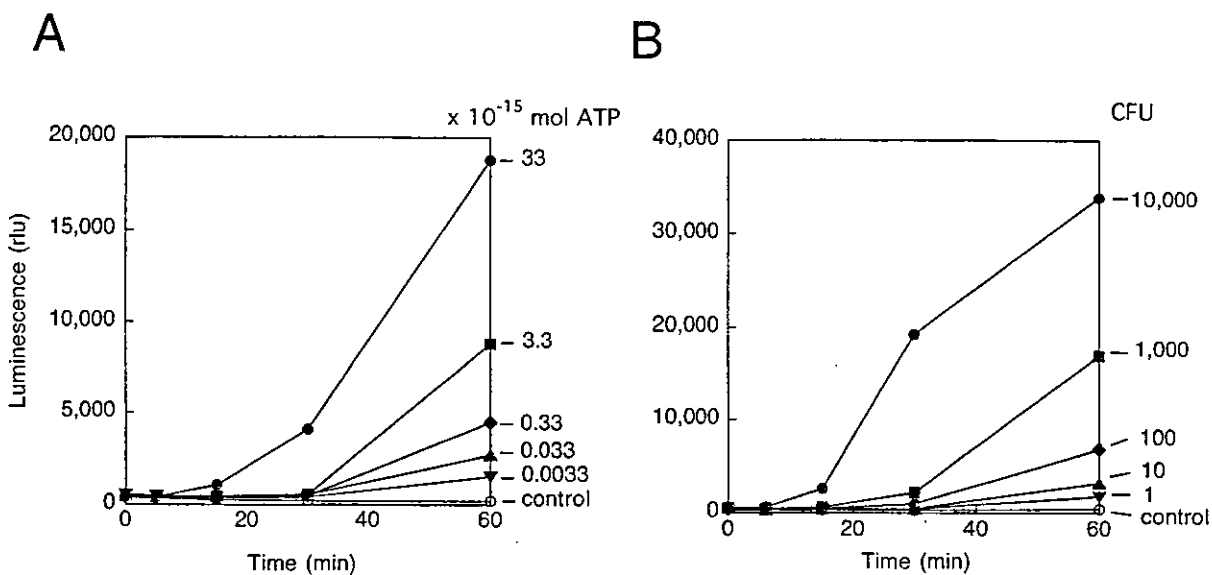 A
× 10⁻¹⁵ mol ATP
20,000
15,000
10,000
5,000
0
Luminescence (rlu)
33
3.3
0.33
0.033
0.0033
control
0 20 40 60
Time (min)
B
CFU
40,000
30,000
20,000
10,000
0
10,000
1,000
100
10
1
control
0 20 40 60
Time (min)